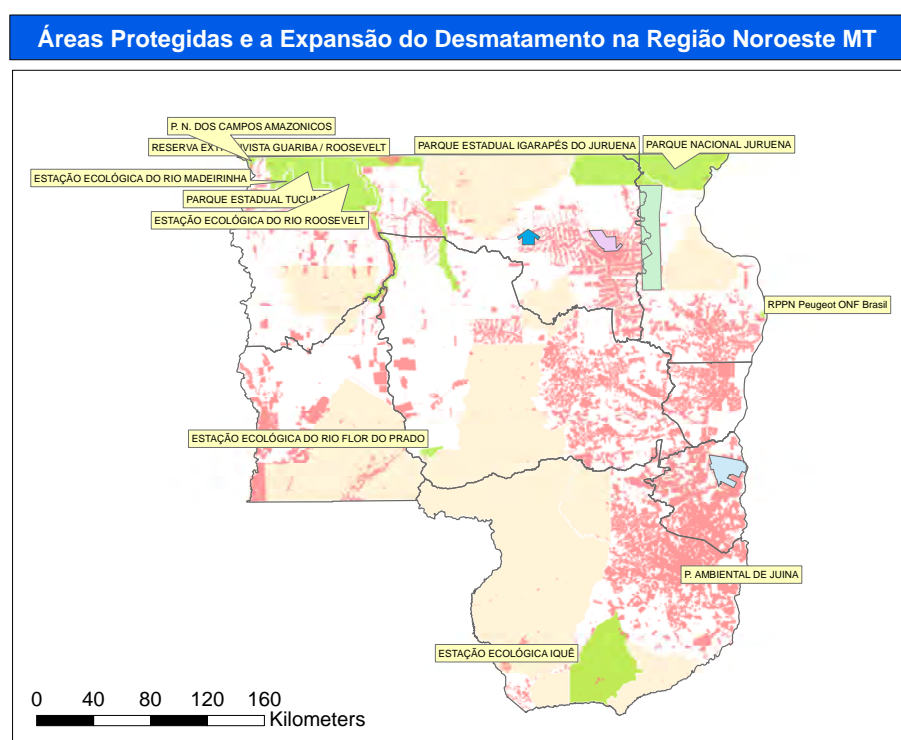 Áreas Protegidas e a Expansão do Desmatamento na Região Noroeste MT
P. N. DOS CAMPOS AMAZONICOS
RESERVA GUARIBA / ROOSEVELT
PARQUE ESTADUAL IGARAPÉS DO JURUENA
PARQUE NACIONAL JURUENA
ESTAÇÃO ECOLÓGICA DO RIO MADEIRINHA
PARQUE ESTADUAL
ESTAÇÃO ECOLÓGICA DO RIO ROOSEVELT
RPPN Peugeot ONF Brasil
ESTAÇÃO ECOLÓGICA DO RIO FLOR DO PRADO
P. AMBIENTAL DE JUINA
ESTAÇÃO ECOLÓGICA IQUÊ
0 40 80 120 160
Kilometers